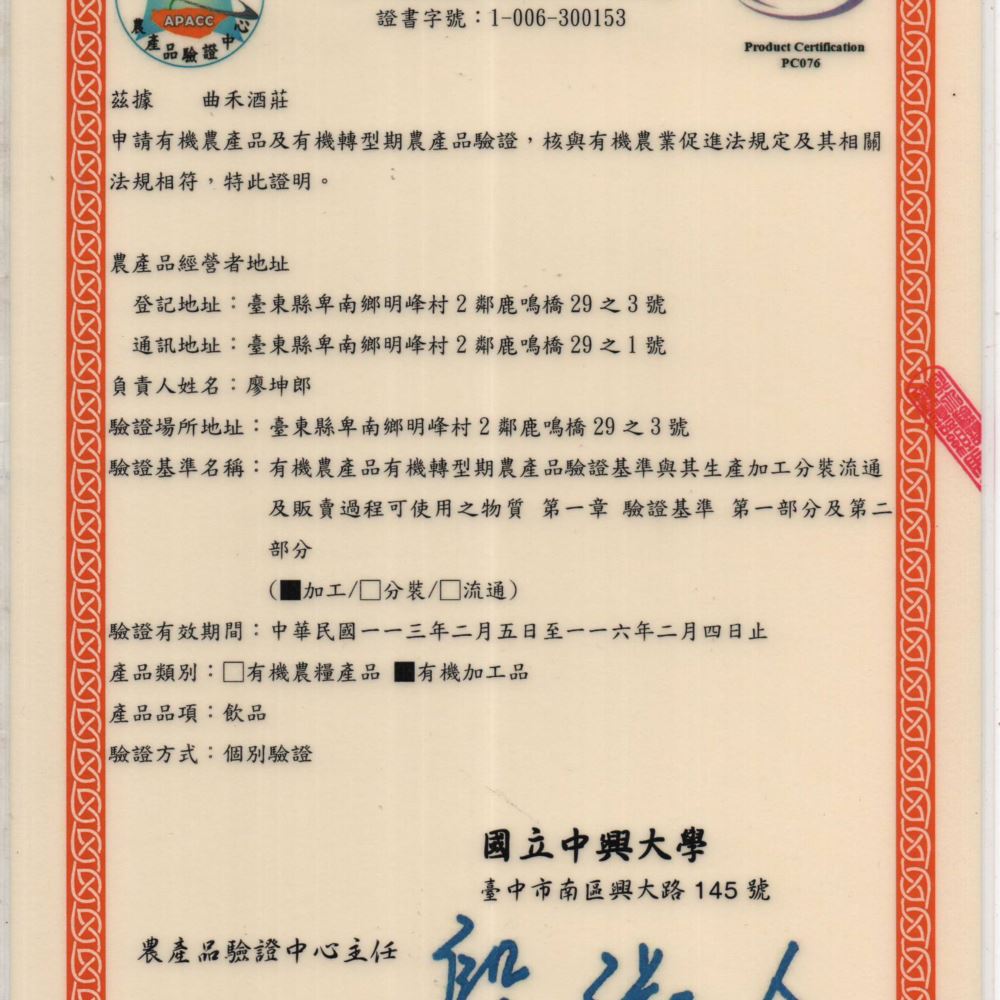 APACC
農產品驗證中心
證書字號：1-006-300153
Product Certification
PC076
茲據　　曲禾酒莊
申請有機農產品及有機轉型期農產品驗證，核與有機農業促進法規定及其相關
法規相符，特此證明。
農產品經營者地址
登記地址：臺東縣卑南鄉明峰村 2 鄰鹿鳴橋 29 之 3 號
通訊地址：臺東縣卑南鄉明峰村 2 鄰鹿鳴橋 29 之 1 號
負責人姓名：廖坤郎
驗證場所地址：臺東縣卑南鄉明峰村 2 鄰鹿鳴橋 29 之 3 號
驗證基準名稱：有機農產品有機轉型期農產品驗證基準與其生產加工分裝流通
及販賣過程可使用之物質 第一章 驗證基準 第一部分及第二
部分
(■加工/□分裝/□流通)
驗證有效期間：中華民國一一三年二月五日至一一六年二月四日止
產品類別：□有機農糧產品 ■有機加工品
產品品項：飲品
驗證方式：個別驗證
國立中興大學
臺中市南區興大路 145 號
農產品驗證中心主任